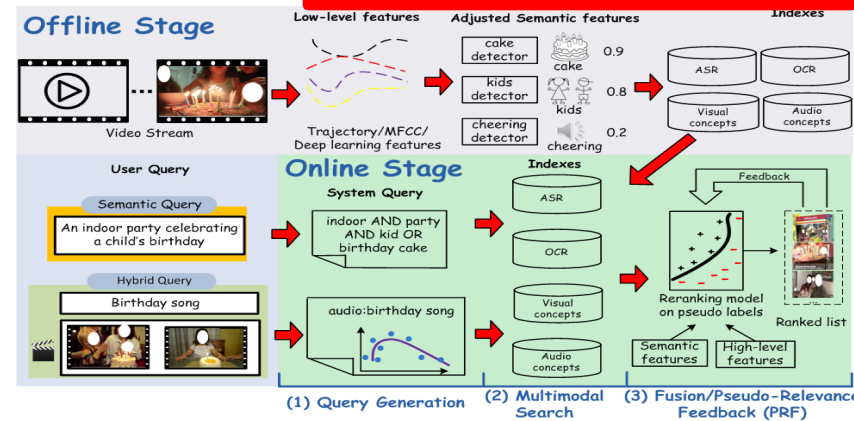 Offline Stage
Low-level features
Adjusted Semantic features
Indexes
Video Stream
Trajectory/MFCC/
Deep learning features
cake
detector
cake
0.9
kids
detector
kids
0.8
cheering
detector
cheering
0.2
ASR
OCR
Visual
concepts
Audio
concepts
User Query
Online Stage
Semantic Query
An indoor party celebrating
a child's birthday
Hybrid Query
Birthday song
System Query
indoor AND party
AND kid OR
birthday cake
audio:birthday song
Indexes
ASR
OCR
Visual
concepts
Audio
concepts
Feedback
Reranking model
on pseudo labels
Ranked list
Semantic
features
High-level
features
(1) Query Generation
(2) Multimodal
Search
(3) Fusion/Pseudo-Relevance
Feedback (PRF)